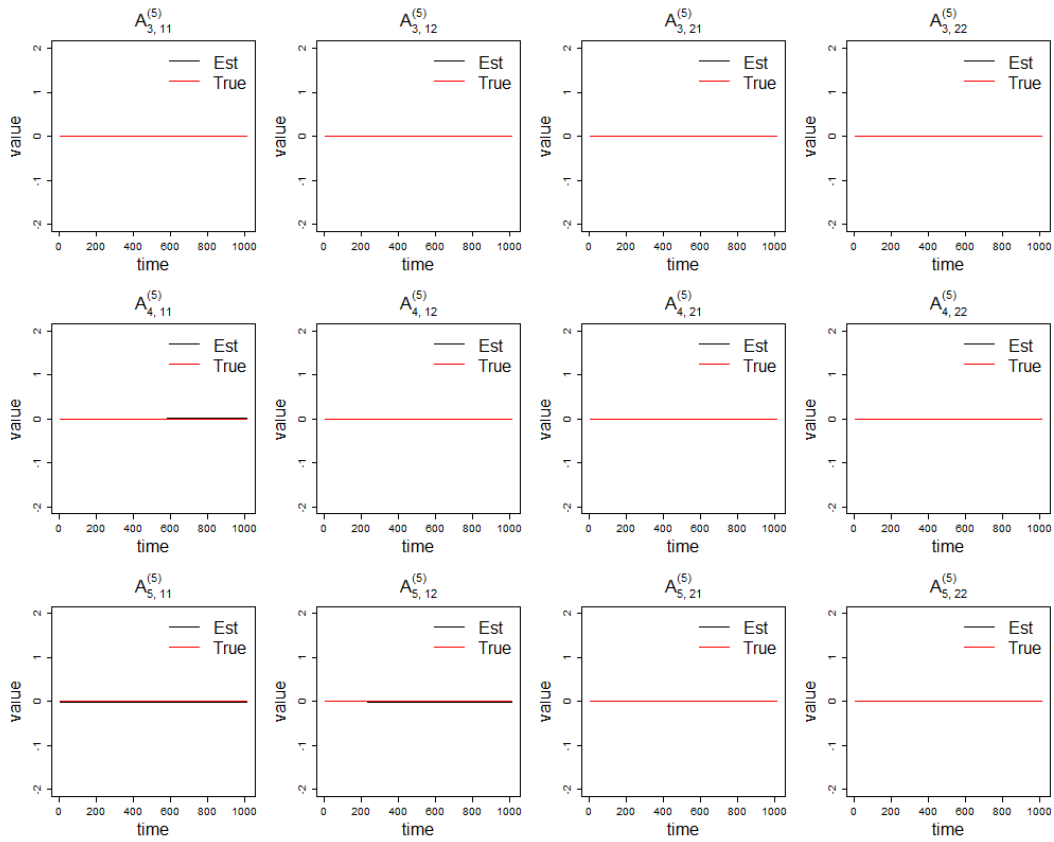 A(5)3, 11
2
1
0
-1
-2
value
Est
True
0 200 400 600 800 1000
time
A(5)3, 12
2
1
0
-1
-2
value
Est
True
0 200 400 600 800 1000
time
A(5)3, 21
2
1
0
-1
-2
value
Est
True
0 200 400 600 800 1000
time
A(5)3, 22
2
1
0
-1
-2
value
Est
True
0 200 400 600 800 1000
time
A(5)4, 11
2
1
0
-1
-2
value
Est
True
0 200 400 600 800 1000
time
A(5)4, 12
2
1
0
-1
-2
value
Est
True
0 200 400 600 800 1000
time
A(5)4, 21
2
1
0
-1
-2
value
Est
True
0 200 400 600 800 1000
time
A(5)4, 22
2
1
0
-1
-2
value
Est
True
0 200 400 600 800 1000
time
A(5)5, 11
2
1
0
-1
-2
value
Est
True
0 200 400 600 800 1000
time
A(5)5, 12
2
1
0
-1
-2
value
Est
True
0 200 400 600 800 1000
time
A(5)5, 21
2
1
0
-1
-2
value
Est
True
0 200 400 600 800 1000
time
A(5)5, 22
2
1
0
-1
-2
value
Est
True
0 200 400 600 800 1000
time